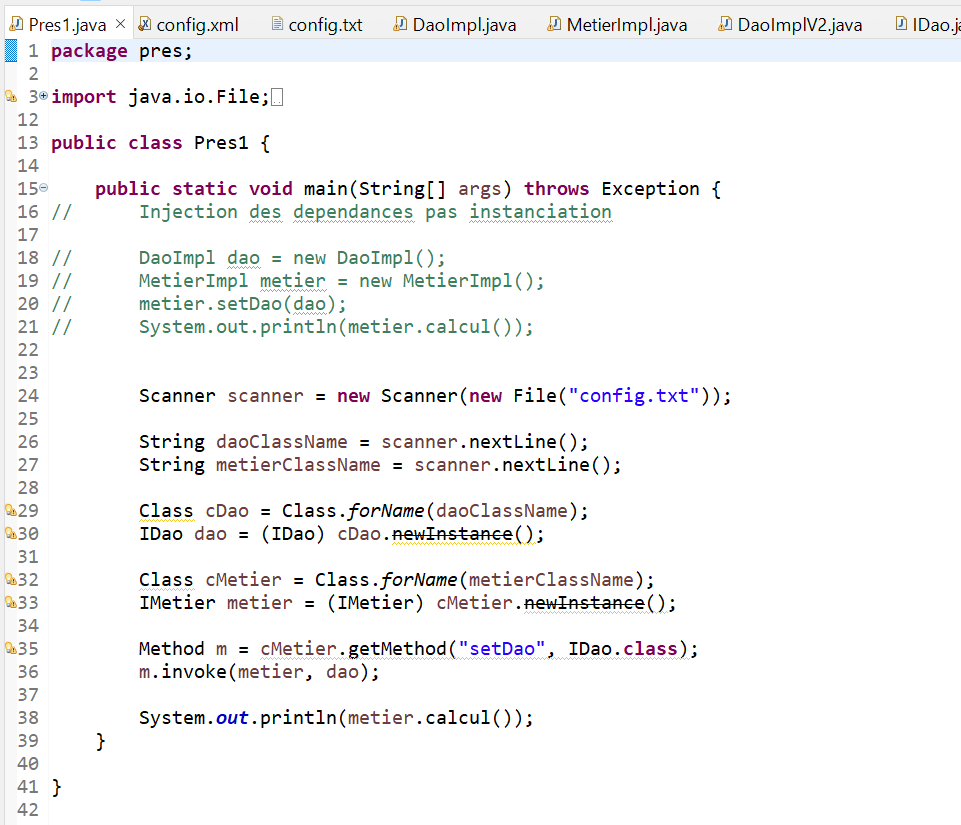 Pres1.java config.xml config.txt DaoImpl.java MetierImpl.java DaoImplV2.java IDao.ja
1 package pres;
2
3 import java.io.File;
12
13 public class Pres1 {
14
15     public static void main(String[] args) throws Exception {
16 //      Injection des dependances pas instanciation
17
18 //      DaoImpl dao = new DaoImpl();
19 //      MetierImpl metier = new MetierImpl();
20 //      metier.setDao(dao);
21 //      System.out.println(metier.calcul());
22
23
24         Scanner scanner = new Scanner(new File("config.txt"));
25
26         String daoClassName = scanner.nextLine();
27         String metierClassName = scanner.nextLine();
28
29         Class cDao = Class.forName(daoClassName);
30         IDao dao = (IDao) cDao.newInstance();
31
32         Class cMetier = Class.forName(metierClassName);
33         IMetier metier = (IMetier) cMetier.newInstance();
34
35         Method m = cMetier.getMethod("setDao", IDao.class);
36         m.invoke(metier, dao);
37
38         System.out.println(metier.calcul());
39     }
40
41 }
42